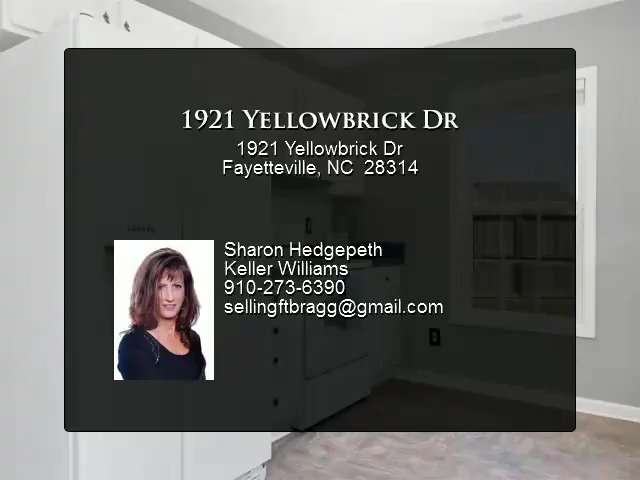 1921 Yellowbrick Dr
1921 Yellowbrick Dr
Fayetteville, NC  28314
Sharon Hedgepeth
Keller Williams
910-273-6390
sellingftbragg@gmail.com